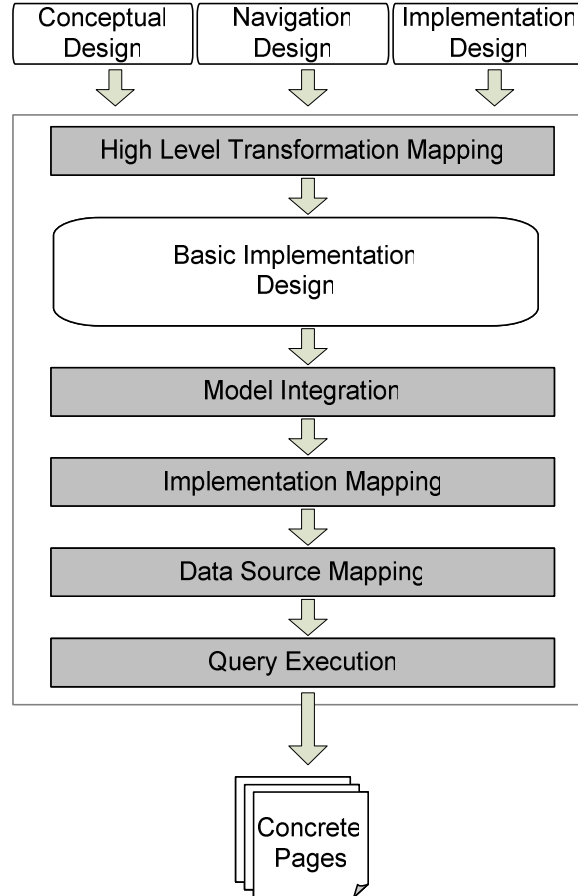 Conceptual
Design
Navigation
Design
Implementation
Design
High Level Transformation Mapping
Basic Implementation
Design
Model Integration
Implementation Mapping
Data Source Mapping
Query Execution
Concrete
Pages